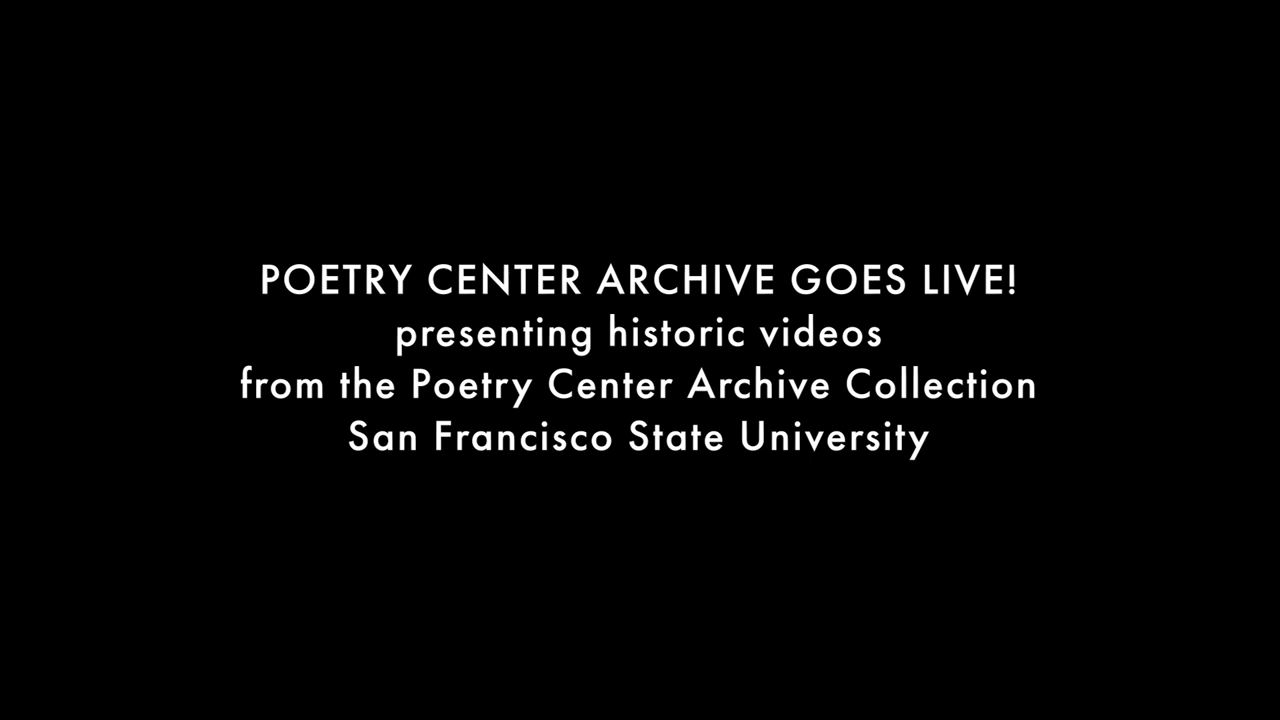 POETRY CENTER ARCHIVE GOES LIVE!
presenting historic videos
from the Poetry Center Archive Collection
San Francisco State University